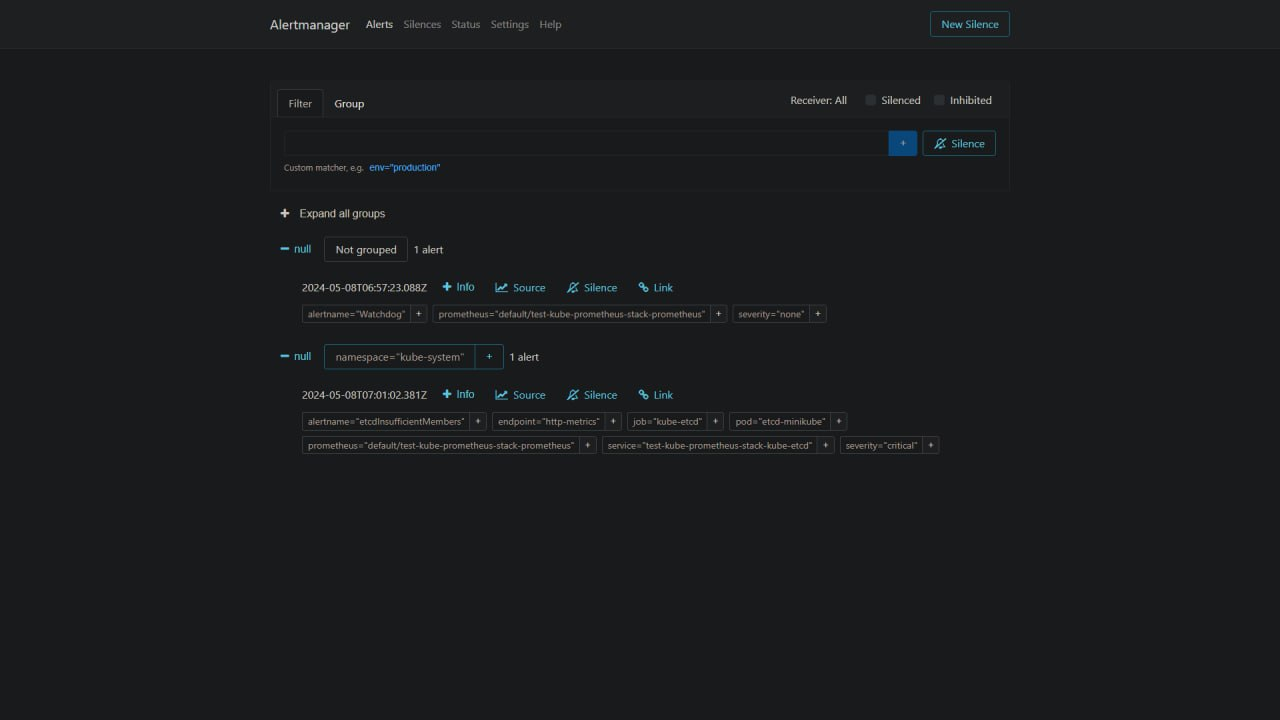 Alertmanager Alerts Silences Status Settings Help New Silence
Filter Group Receiver: All Silenced Inhibited
+ Silence
Custom matcher, e.g. env="production"
+ Expand all groups
− null Not grouped 1 alert
2024-05-08T06:57:23.088Z + Info Source Silence Link
alertname="Watchdog" + prometheus="default/test-kube-prometheus-stack-prometheus" + severity="none" +
− null namespace="kube-system" + 1 alert
2024-05-08T07:01:02.381Z + Info Source Silence Link
alertname="etcdInsufficientMembers" + endpoint="http-metrics" + job="kube-etcd" + pod="etcd-minikube" +
prometheus="default/test-kube-prometheus-stack-prometheus" + service="test-kube-prometheus-stack-kube-etcd" + severity="critical" +